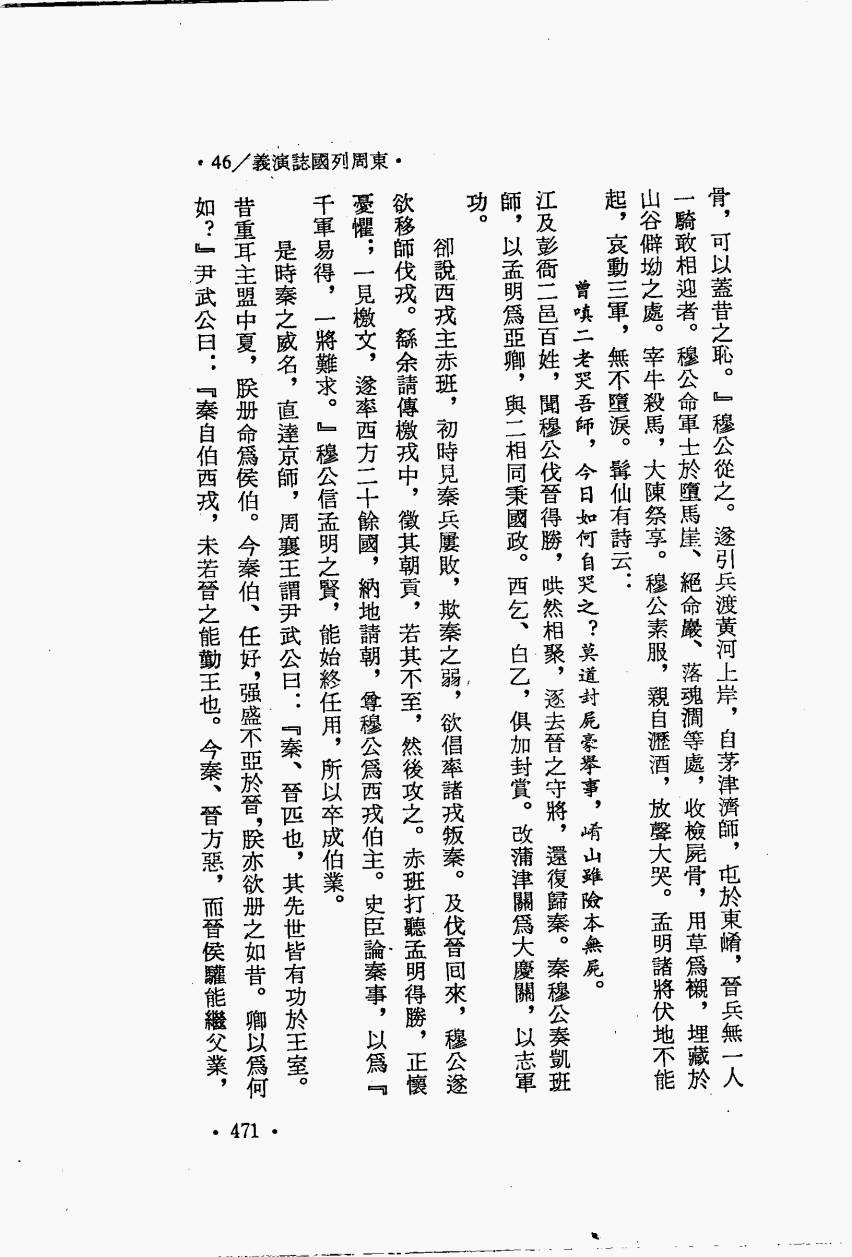 ·東周列國誌演義／46·
骨，可以蓋昔之恥。』穆公從之。遂引兵渡黃河上岸，自茅津濟師，屯於東崤，晉兵無一人
一騎敢相迎者。穆公命軍士於墮馬崖、絕命巖、落魂澗等處，收檢屍骨，用草爲襯，埋藏於
山谷僻坳之處。宰牛殺馬，大陳祭享。穆公素服，親自瀝酒，放聲大哭。孟明諸將伏地不能
起，哀動三軍，無不墮淚。髯仙有詩云：
曾嗔二老哭吾師，今日如何自哭之？莫道封屍豪舉事，崤山雖險本無屍。
江及彭衙二邑百姓，聞穆公伐晉得勝，哄然相聚，逐去晉之守將，還復歸秦。秦穆公奏凱班
師，以孟明爲亞卿，與二相同秉國政。西乞、白乙，俱加封賞。改蒲津關爲大慶關，以志軍
功。
卻說西戎主赤班，初時見秦兵屢敗，欺秦之弱，欲倡率諸戎叛秦。及伐晉回來，穆公遂
欲移師伐戎。繇余請傳檄戎中，徵其朝貢，若其不至，然後攻之。赤班打聽孟明得勝，正懷
憂懼；一見檄文，遂率西方二十餘國，納地請朝，尊穆公爲西戎伯主。史臣論秦事，以爲『
千軍易得，一將難求。』穆公信孟明之賢，能始終任用，所以卒成伯業。
是時秦之威名，直達京師，周襄王謂尹武公曰：『秦、晉匹也，其先世皆有功於王室。
昔重耳主盟中夏，朕册命爲侯伯。今秦伯、任好，强盛不亞於晉，朕亦欲册之如昔。卿以爲何
如？』尹武公曰：『秦自伯西戎，未若晉之能勤王也。今秦、晉方惡，而晉侯驩能繼父業，
·471·